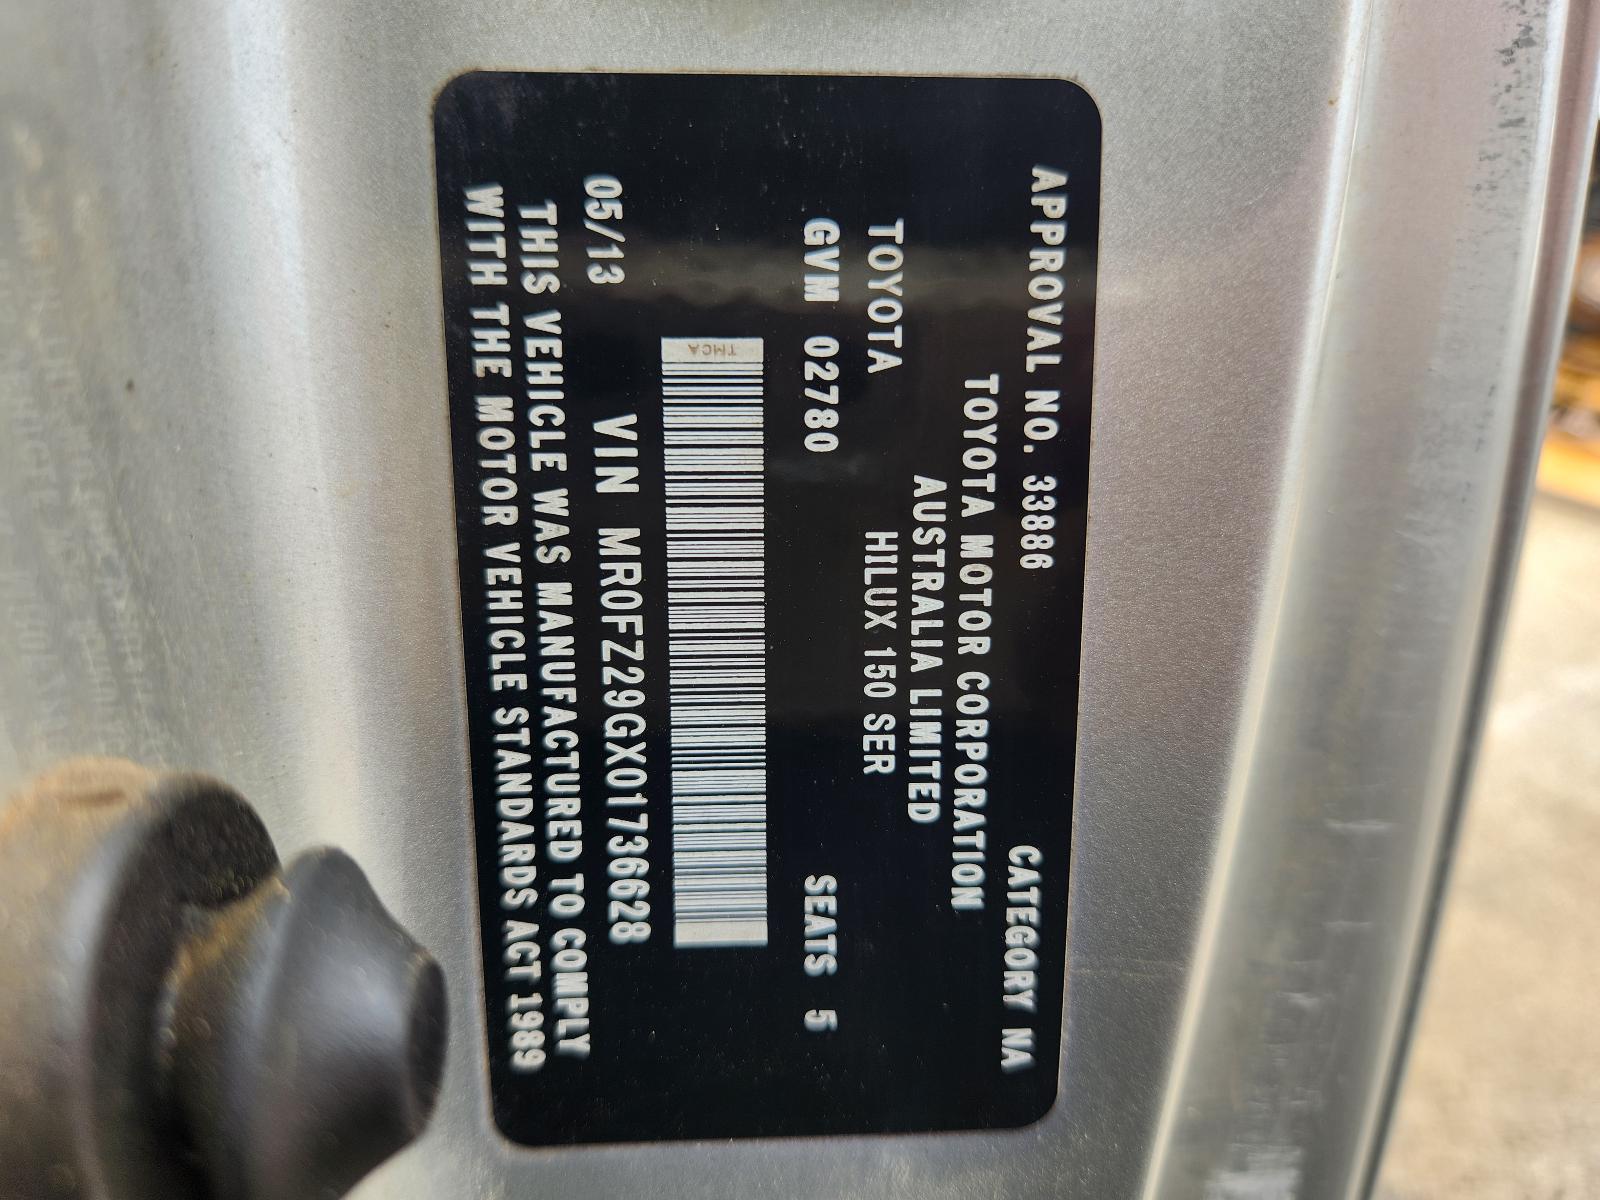 APPROVAL NO. 33886 CATEGORY NA
TOYOTA MOTOR CORPORATION
AUSTRALIA LIMITED
TOYOTA HILUX 150 SER
GVM 02780 SEATS 5
TMCA
05/13 VIN MR0FZ29GX01736628
THIS VEHICLE WAS MANUFACTURED TO COMPLY
WITH THE MOTOR VEHICLE STANDARDS ACT 1989